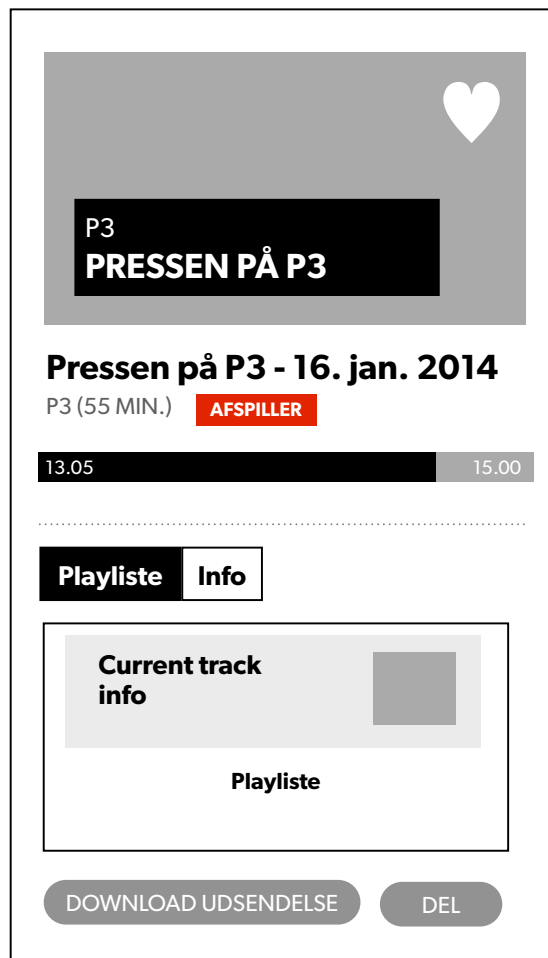 P3
PRESSEN PÅ P3
Pressen på P3 - 16. jan. 2014
P3 (55 MIN.) AFSPILLER
13.05 15.00
Playliste Info
Current track
info
Playliste
DOWNLOAD UDSENDELSE DEL